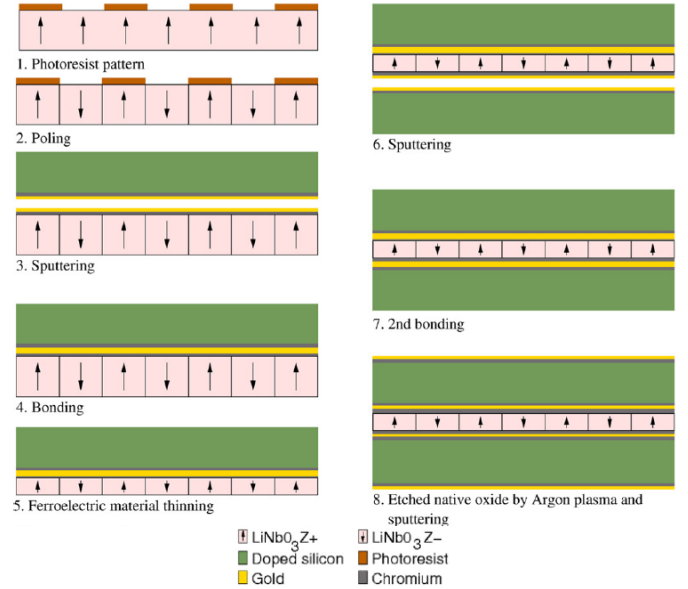 1. Photoresist pattern
2. Poling
3. Sputtering
4. Bonding
5. Ferroelectric material thinning
6. Sputtering
7. 2nd bonding
8. Etched native oxide by Argon plasma and
sputtering
LiNb03Z+
LiNb03Z−
Doped silicon
Photoresist
Gold
Chromium